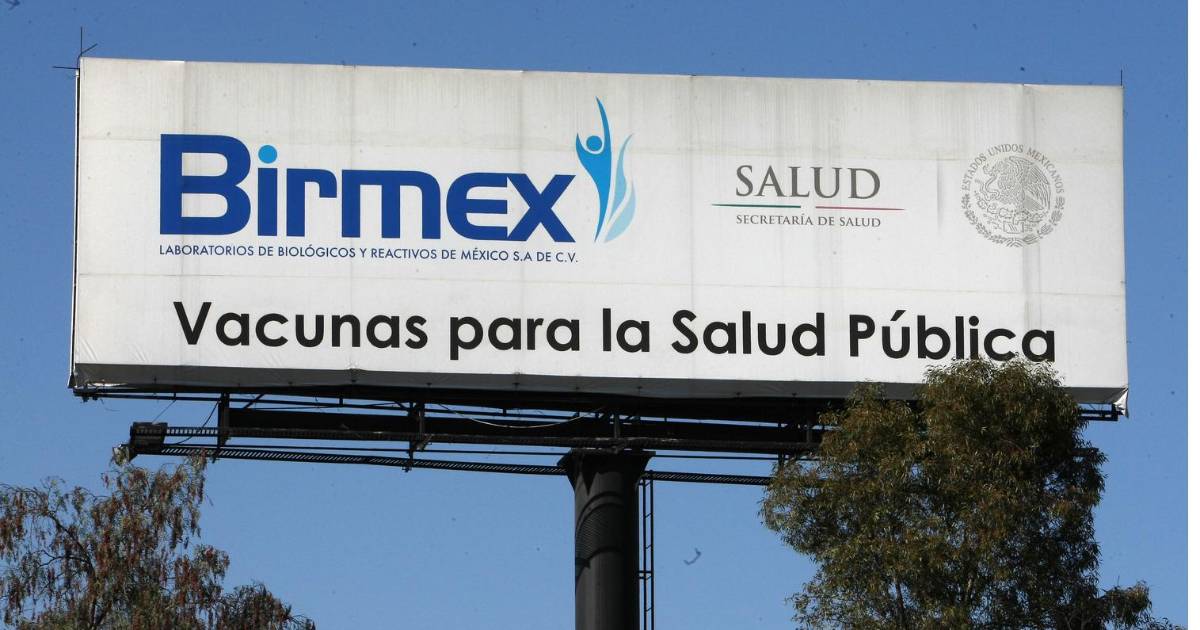 Birmex
LABORATORIOS DE BIOLÓGICOS Y REACTIVOS DE MÉXICO S.A DE C.V.
SALUD
SECRETARÍA DE SALUD
ESTADOS UNIDOS MEXICANOS
Vacunas para la Salud Pública